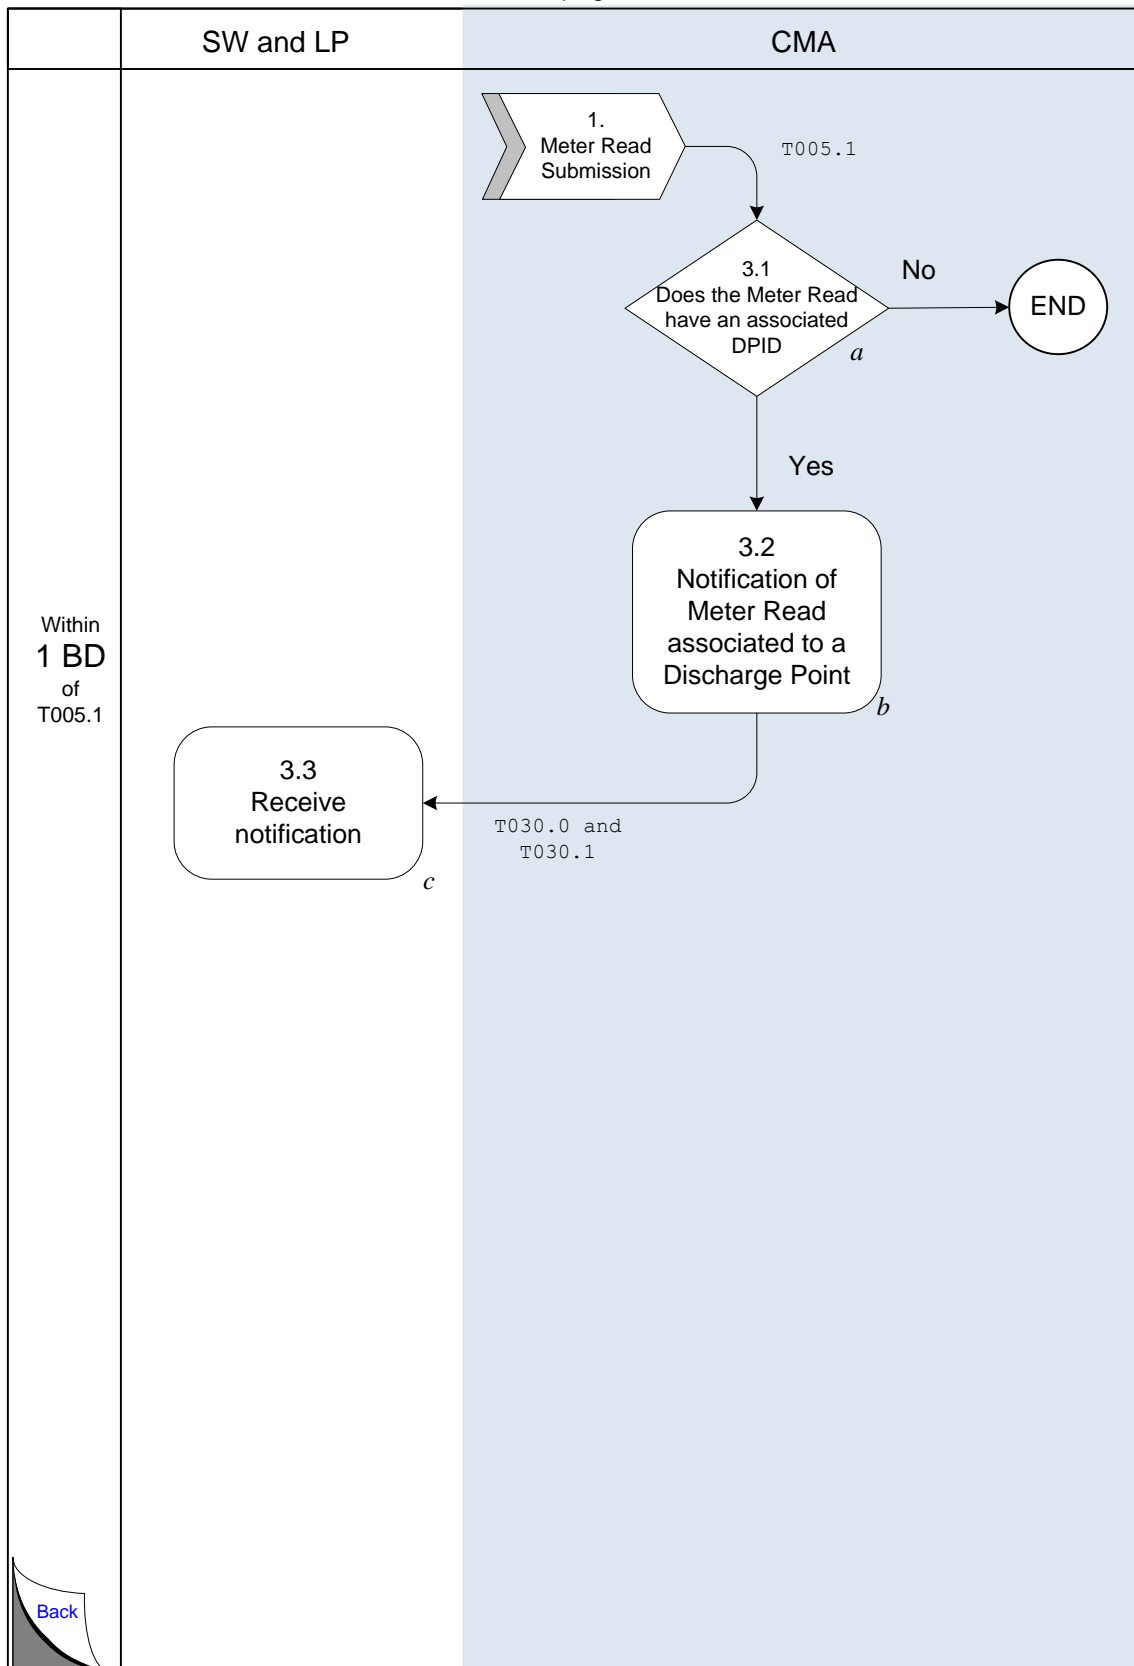 SW and LP
CMA
1.
Meter Read
Submission
T005.1
3.1
Does the Meter Read
have an associated
DPID
a
No
END
Yes
3.2
Notification of
Meter Read
associated to a
Discharge Point
b
Within
1 BD
of
T005.1
3.3
Receive
notification
c
T030.0 and
T030.1
Back